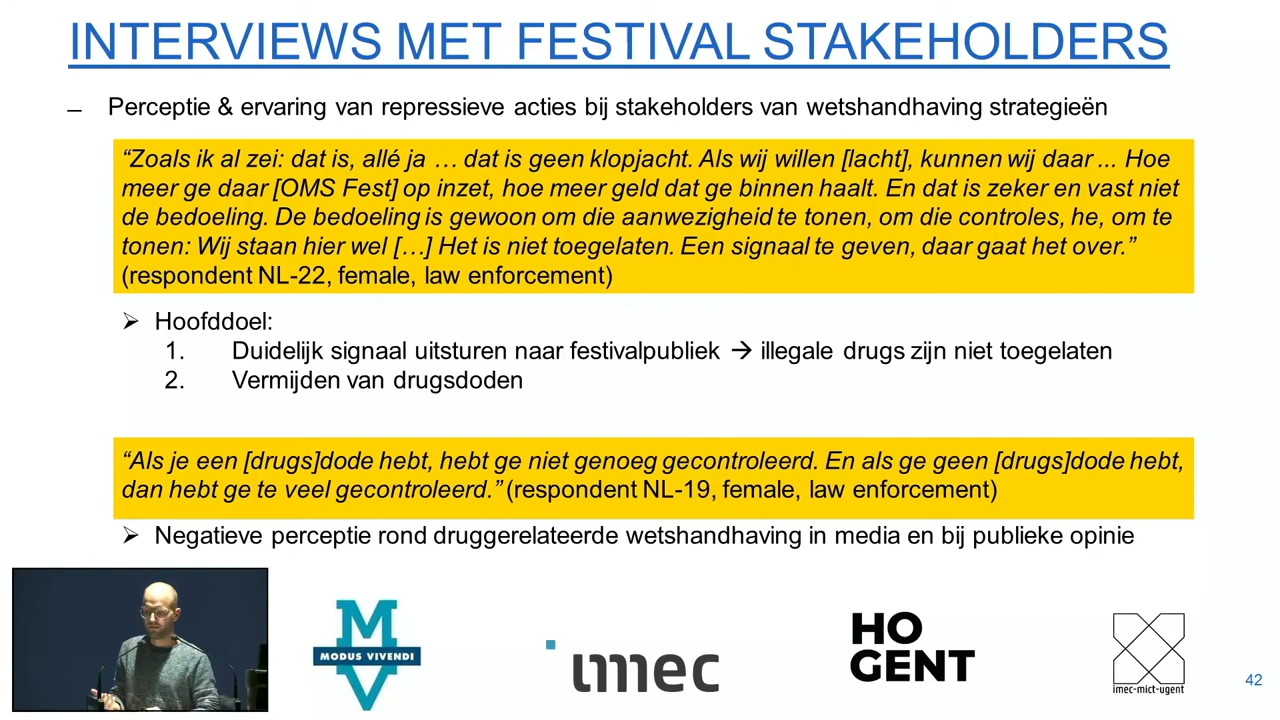 INTERVIEWS MET FESTIVAL STAKEHOLDERS
– Perceptie & ervaring van repressieve acties bij stakeholders van wetshandhaving strategieën
“Zoals ik al zei: dat is, allé ja … dat is geen klopjacht. Als wij willen [lacht], kunnen wij daar ... Hoe
meer ge daar [OMS Fest] op inzet, hoe meer geld dat ge binnen haalt. En dat is zeker en vast niet
de bedoeling. De bedoeling is gewoon om die aanwezigheid te tonen, om die controles, he, om te
tonen: Wij staan hier wel […] Het is niet toegelaten. Een signaal te geven, daar gaat het over.”
(respondent NL-22, female, law enforcement)
➢ Hoofddoel:
1. Duidelijk signaal uitsturen naar festivalpubliek → illegale drugs zijn niet toegelaten
2. Vermijden van drugsdoden
“Als je een [drugs]dode hebt, hebt ge niet genoeg gecontroleerd. En als ge geen [drugs]dode hebt,
dan hebt ge te veel gecontroleerd.” (respondent NL-19, female, law enforcement)
➢ Negatieve perceptie rond druggerelateerde wetshandhaving in media en bij publieke opinie
M
MODUS VIVENDI
V
imec
HO
GENT
imec-mict-ugent
42